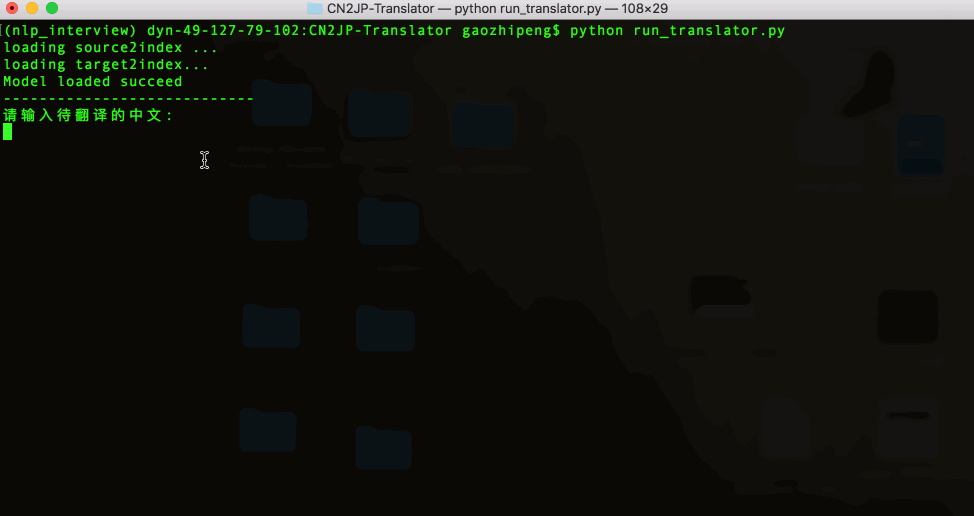 CN2JP-Translator — python run_translator.py — 108×29
[(nlp_interview) dyn-49-127-79-102:CN2JP-Translator gaozhipeng$ python run_translator.py
loading source2index ...
loading target2index...
Model loaded succeed
----------------------------
请输入待翻译的中文：